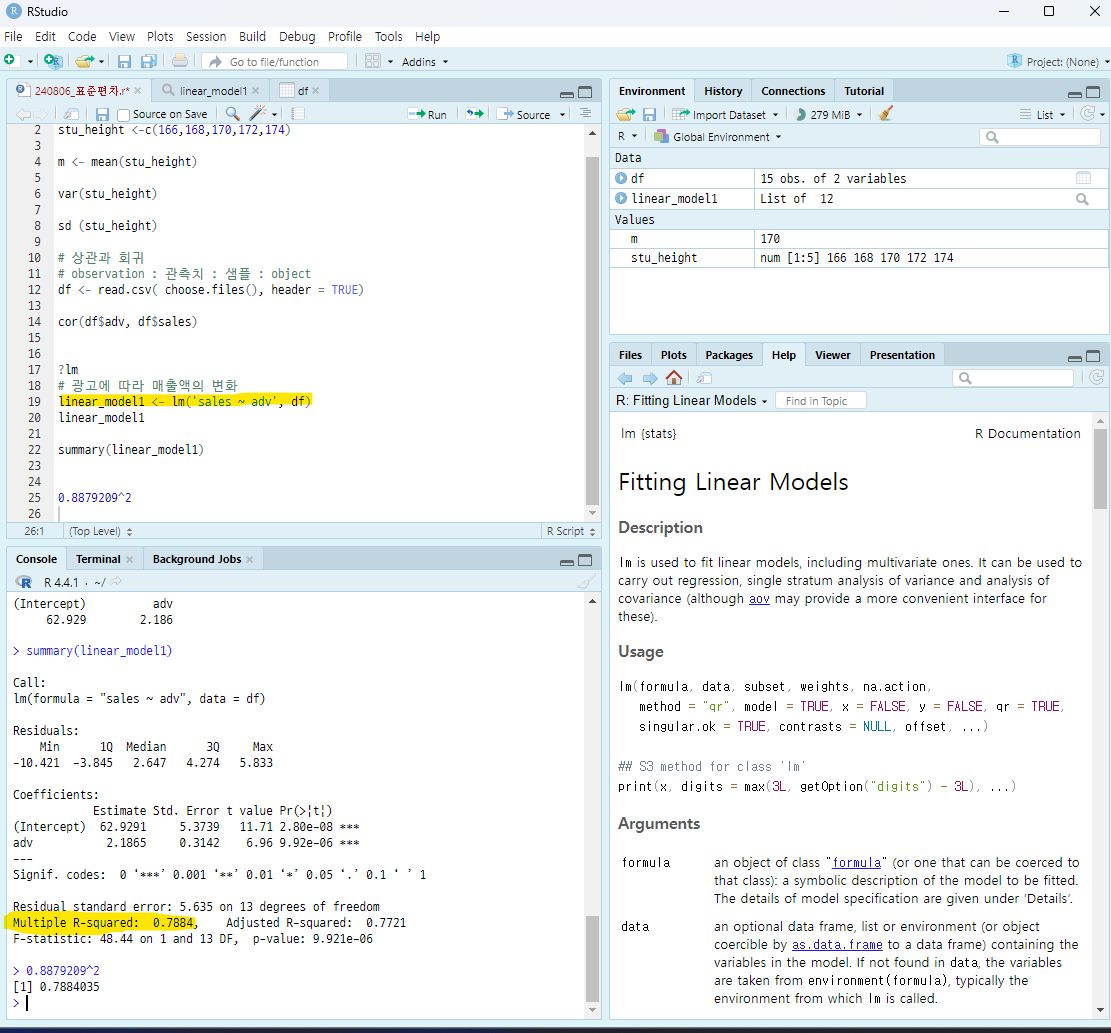 RStudio
File Edit Code View Plots Session Build Debug Profile Tools Help
Go to file/function Addins Project: (None)
240806_표준편차.r* linear_model1 df
Source on Save Run Source
2 stu_height <-c(166,168,170,172,174)
3
4 m <- mean(stu_height)
5
6 var(stu_height)
7
8 sd (stu_height)
9
10 # 상관과 회귀
11 # observation : 관측치 : 샘플 : object
12 df <- read.csv( choose.files(), header = TRUE)
13
14 cor(df$adv, df$sales)
15
16
17 ?lm
18 # 광고에 따라 매출액의 변화
19 linear_model1 <- lm('sales ~ adv', df)
20 linear_model1
21
22 summary(linear_model1)
23
24
25 0.8879209^2
26
26:1 (Top Level) R Script
Console Terminal Background Jobs
R 4.4.1 · ~/
(Intercept) adv
62.929 2.186
> summary(linear_model1)
Call:
lm(formula = "sales ~ adv", data = df)
Residuals:
Min 1Q Median 3Q Max
-10.421 -3.845 2.647 4.274 5.833
Coefficients:
Estimate Std. Error t value Pr(>¦t¦)
(Intercept) 62.9291 5.3739 11.71 2.80e-08 ***
adv 2.1865 0.3142 6.96 9.92e-06 ***
---
Signif. codes: 0 ‘***’ 0.001 ‘**’ 0.01 ‘*’ 0.05 ‘.’ 0.1 ‘ ’ 1
Residual standard error: 5.635 on 13 degrees of freedom
Multiple R-squared: 0.7884, Adjusted R-squared: 0.7721
F-statistic: 48.44 on 1 and 13 DF, p-value: 9.921e-06
> 0.8879209^2
[1] 0.7884035
>
Environment History Connections Tutorial
Import Dataset 279 MiB List
R Global Environment
Data
df 15 obs. of 2 variables
linear_model1 List of 12
Values
m 170
stu_height num [1:5] 166 168 170 172 174
Files Plots Packages Help Viewer Presentation
R: Fitting Linear Models Find in Topic
lm {stats} R Documentation
Fitting Linear Models
Description
lm is used to fit linear models, including multivariate ones. It can be used to
carry out regression, single stratum analysis of variance and analysis of
covariance (although aov may provide a more convenient interface for
these).
Usage
lm(formula, data, subset, weights, na.action,
method = "qr", model = TRUE, x = FALSE, y = FALSE, qr = TRUE,
singular.ok = TRUE, contrasts = NULL, offset, ...)
## S3 method for class 'lm'
print(x, digits = max(3L, getOption("digits") - 3L), ...)
Arguments
formula an object of class "formula" (or one that can be coerced to
that class): a symbolic description of the model to be fitted.
The details of model specification are given under ‘Details’.
data an optional data frame, list or environment (or object
coercible by as.data.frame to a data frame) containing the
variables in the model. If not found in data, the variables
are taken from environment(formula), typically the
environment from which lm is called.